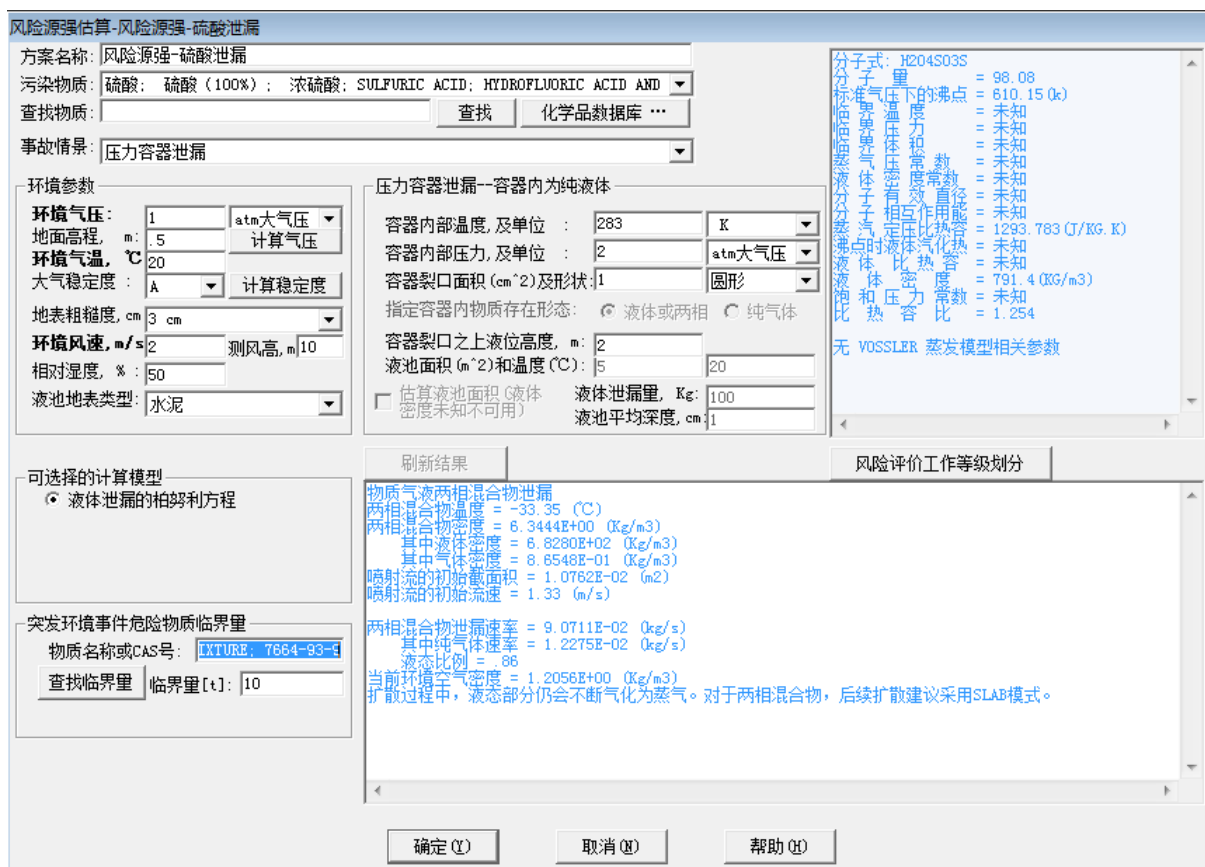 风险源强估算-风险源强-硫酸泄漏
方案名称: 风险源强-硫酸泄漏
污染物质: 硫酸; 硫酸 (100%) ; 浓硫酸; SULFURIC ACID; HYDROFLUORIC ACID AND
查找物质: 查找 化学品数据库 …
事故情景: 压力容器泄漏
环境参数
环境气压: 1 atm大气压
地面高程, m: .5 计算气压
环境气温, ℃ 20
大气稳定度 : A 计算稳定度
地表粗糙度, cm 3 cm
环境风速, m/s 2 测风高, m 10
相对湿度, % : 50
液池地表类型: 水泥
压力容器泄漏--容器内为纯液体
容器内部温度, 及单位 : 283 K
容器内部压力, 及单位 : 2 atm大气压
容器裂口面积(cm^2)及形状: 1 圆形
指定容器内物质存在形态: 液体或两相 纯气体
容器裂口之上液位高度, m: 2
液池面积(m^2)和温度(℃): 5 20
估算液池面积(液体密度未知不可用)
液体泄漏量, Kg: 100
液池平均深度, cm: 1
分子式: H2O4SO3S
分 子 量 = 98.08
标准气压下的沸点 = 610.15(k)
临 界 温 度 = 未知
临 界 压 力 = 未知
临 界 体 积 = 未知
蒸 气 压 常 数 = 未知
液 体 密 度常数 = 未知
分 子 有 效 直径 = 未知
分 子 相互作用能 = 未知
蒸 汽 定压比热容 = 1293.783(J/KG.K)
沸点时液体汽化热 = 未知
液 体 比 热 容 = 未知
液 体 密 度 = 791.4(KG/m3)
饱 和 压 力 常数 = 未知
比 热 容 比 = 1.254
无 VOSSLER 蒸发模型相关参数
刷新结果
风险评价工作等级划分
可选择的计算模型
液体泄漏的柏努利方程
突发环境事件危险物质临界量
物质名称或CAS号: IXTURE; 7664-93-9
查找临界量 临界量[t]: 10
物质气液两相混合物泄漏
两相混合物温度 = -33.35 (℃)
两相混合物密度 = 6.3444E+00 (Kg/m3)
其中液体密度 = 6.8280E+02 (Kg/m3)
其中气体密度 = 8.6548E-01 (Kg/m3)
喷射流的初始截面积 = 1.0762E-02 (m2)
喷射流的初始流速 = 1.33 (m/s)
两相混合物泄漏速率 = 9.0711E-02 (kg/s)
其中纯气体速率 = 1.2275E-02 (kg/s)
液态比例 = .86
当前环境空气密度 = 1.2056E+00 (Kg/m3)
扩散过程中，液态部分仍会不断气化为蒸气。对于两相混合物，后续扩散建议采用SLAB模式。
确定(Y) 取消(N) 帮助(H)